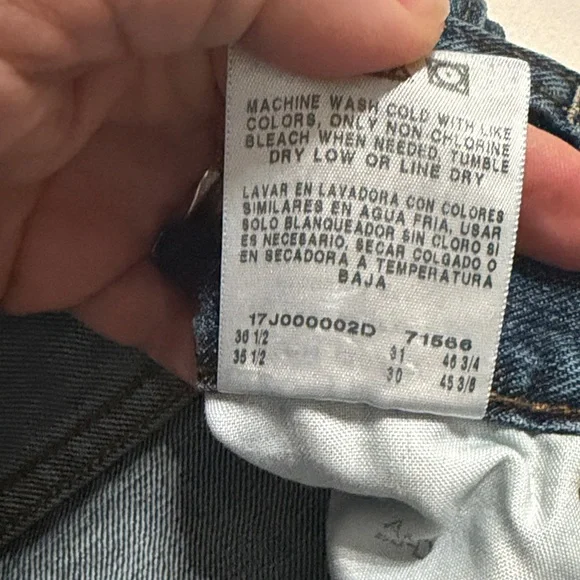 MACHINE WASH COLD WITH LIKE
COLORS, ONLY NON CHLORINE
BLEACH WHEN NEEDED, TUMBLE
DRY LOW OR LINE DRY
LAVAR EN LAVADORA CON COLORES
SIMILARES EN AGUA FRIA, USAR
SOLO BLANQUEADOR SIN CLORO SI
ES NECESARIO, SECAR COLGADO O
EN SECADORA A TEMPERATURA
BAJA
17J000002D 71566
36 1/2 31 46 3/4
35 1/2 30 45 3/8